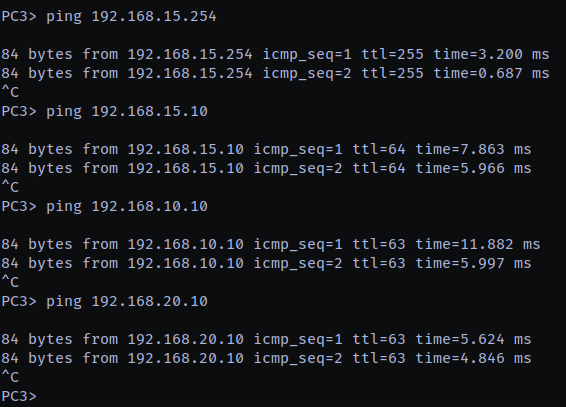 PC3> ping 192.168.15.254
84 bytes from 192.168.15.254 icmp_seq=1 ttl=255 time=3.200 ms
84 bytes from 192.168.15.254 icmp_seq=2 ttl=255 time=0.687 ms
^C
PC3> ping 192.168.15.10
84 bytes from 192.168.15.10 icmp_seq=1 ttl=64 time=7.863 ms
84 bytes from 192.168.15.10 icmp_seq=2 ttl=64 time=5.966 ms
^C
PC3> ping 192.168.10.10
84 bytes from 192.168.10.10 icmp_seq=1 ttl=63 time=11.882 ms
84 bytes from 192.168.10.10 icmp_seq=2 ttl=63 time=5.997 ms
^C
PC3> ping 192.168.20.10
84 bytes from 192.168.20.10 icmp_seq=1 ttl=63 time=5.624 ms
84 bytes from 192.168.20.10 icmp_seq=2 ttl=63 time=4.846 ms
^C
PC3>